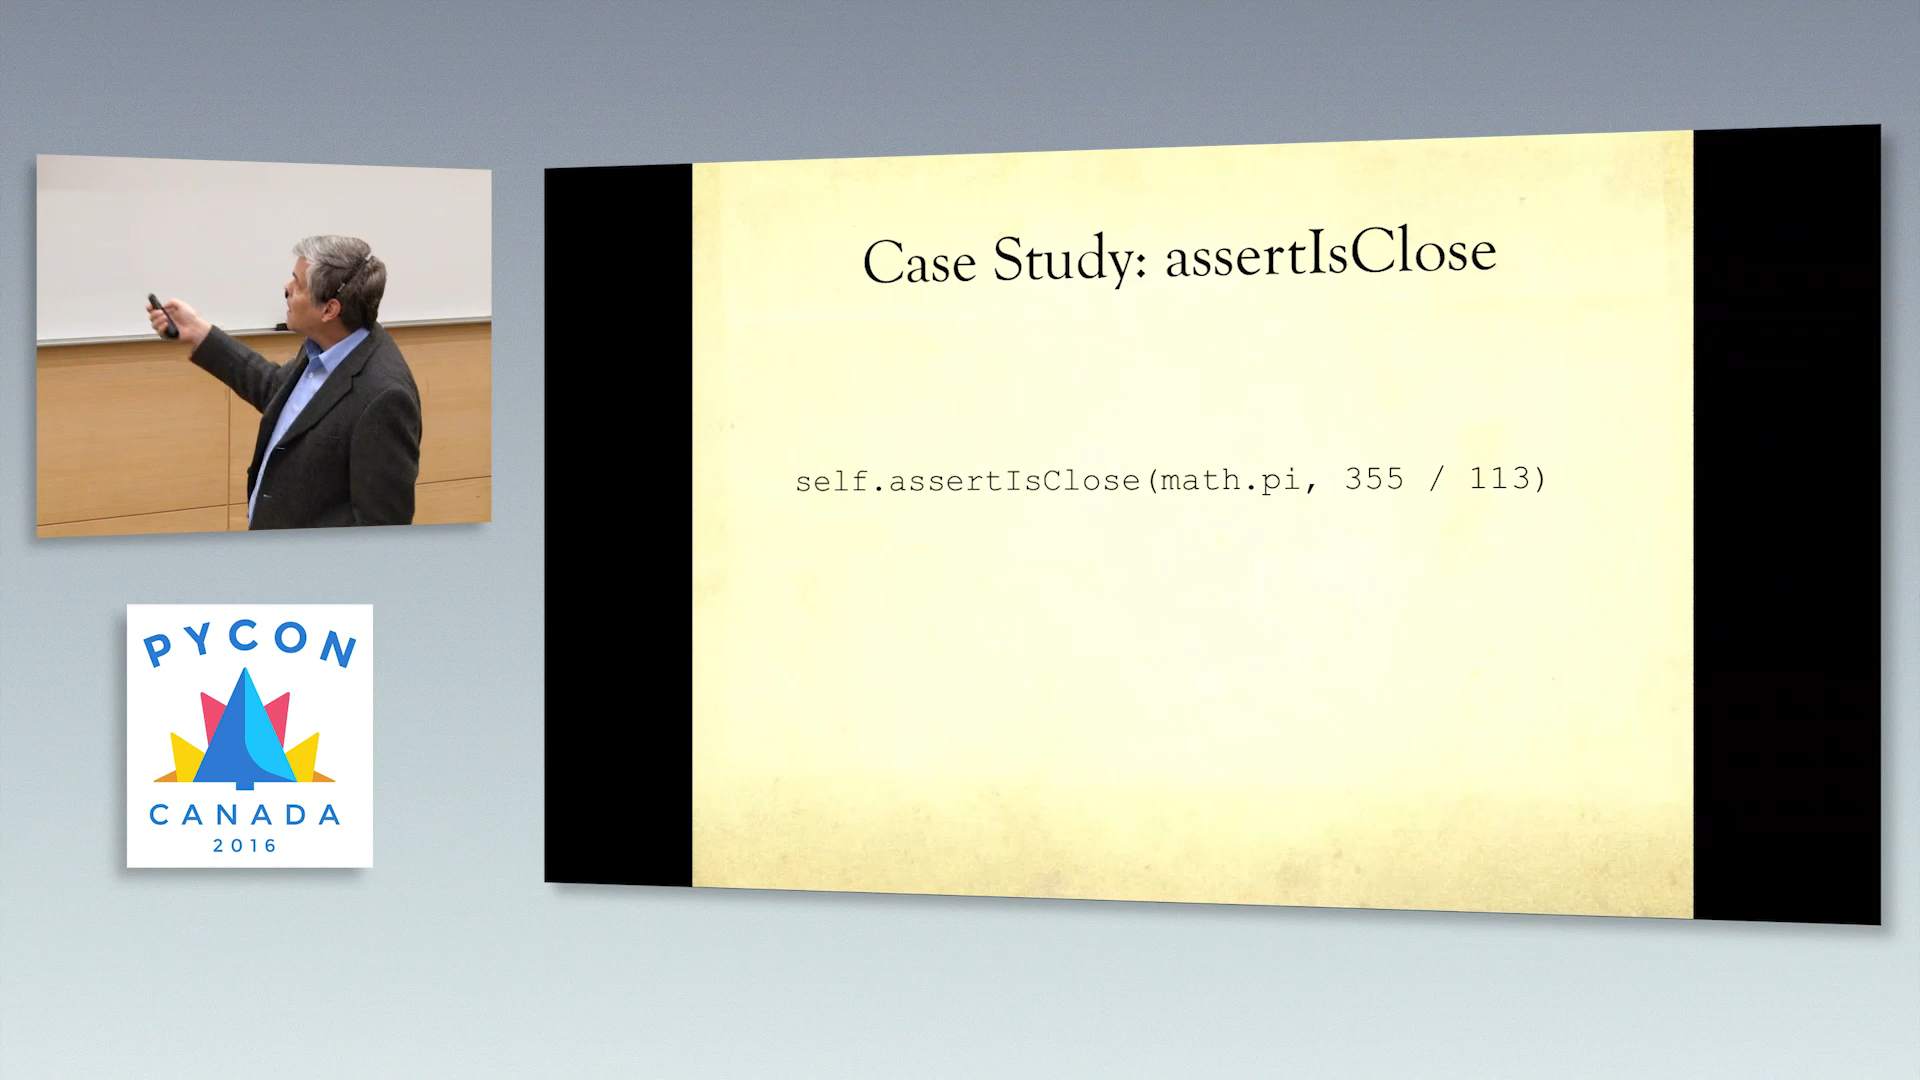 Case Study: assertIsClose
self.assertIsClose(math.pi, 355 / 113)
PYCON
CANADA
2016